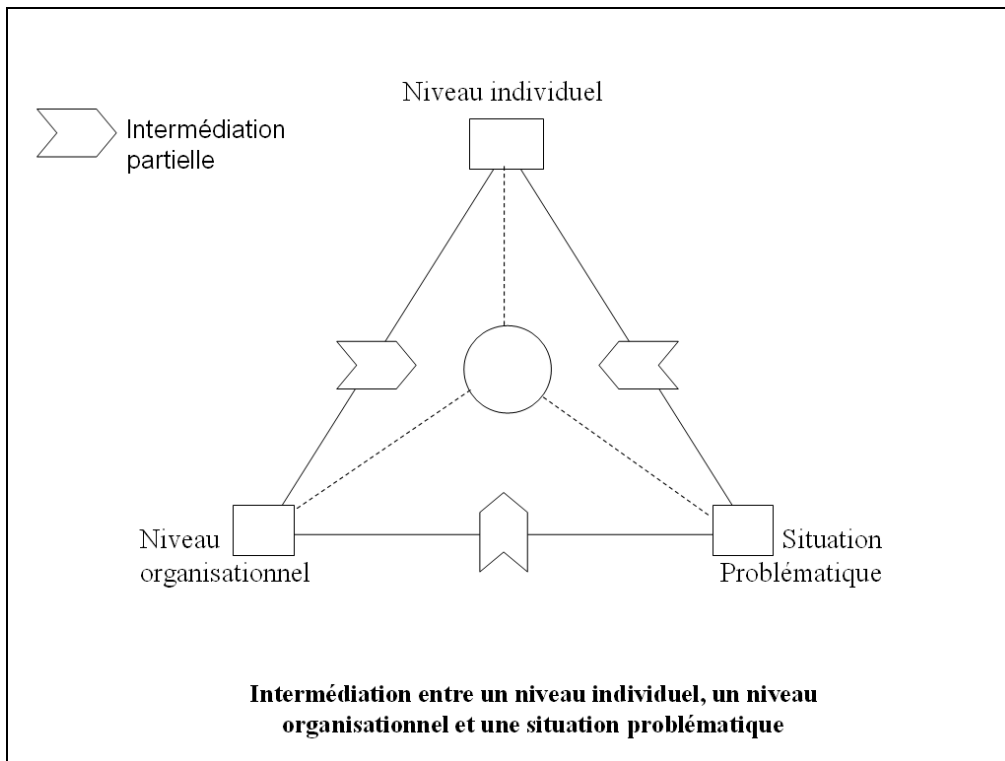 Niveau individuel
Intermédiation
partielle
Niveau
organisationnel
Situation
Problématique
Intermédiation entre un niveau individuel, un niveau
organisationnel et une situation problématique